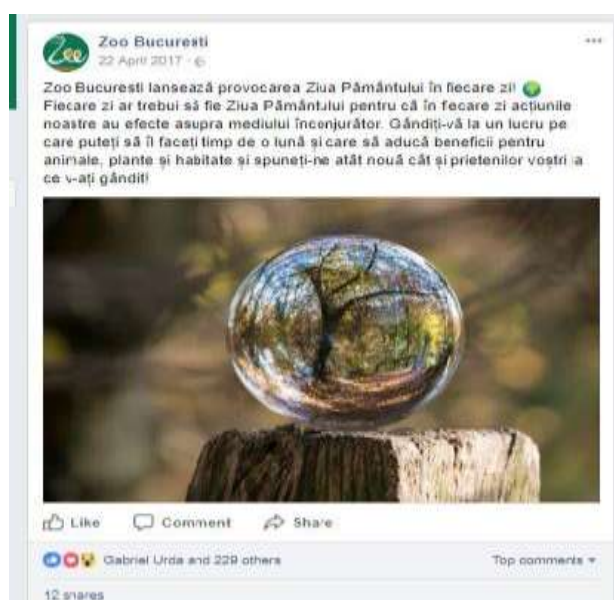 Zoo
Zoo Bucuresti
22 April 2017
Zoo Bucuresti lansează provocarea Ziua Pământului în fiecare zi!
Fiecare zi ar trebui să fie Ziua Pământului pentru că în fiecare zi acțiunile
noastre au efecte asupra mediului înconjurător. Gândiți-vă la un lucru pe
care puteți să îl faceți timp de o lună și care să aducă beneficii pentru
animale, plante și habitate și spuneți-ne atât nouă cât și prietenilor voștri la
ce v-ați gândit!
Like Comment Share
Gabriel Urda and 229 others Top comments
12 shares